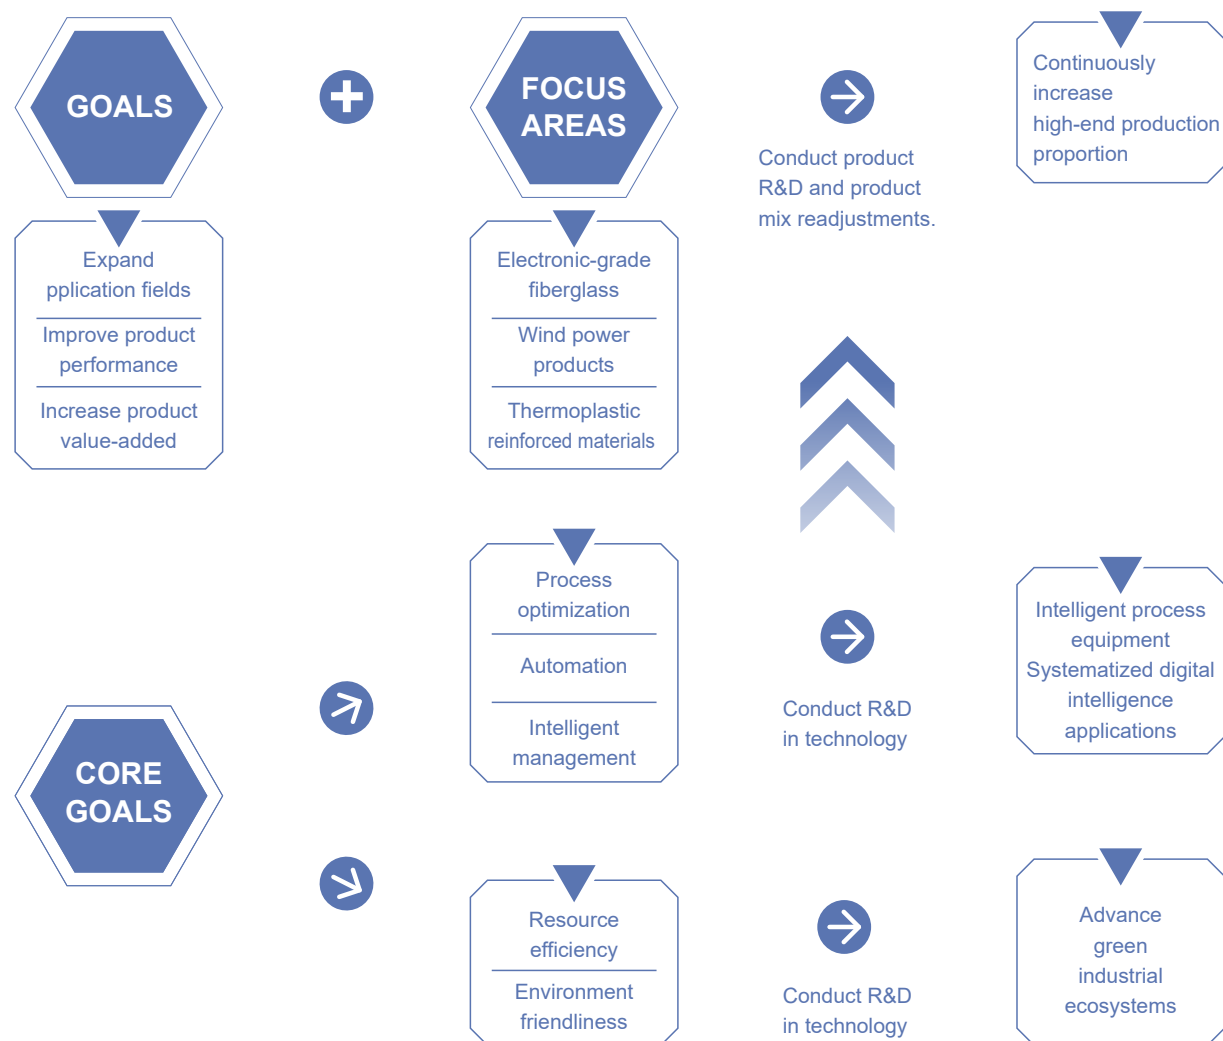 GOALS
Expand
pplication fields
Improve product
performance
Increase product
value-added
FOCUS
AREAS
Electronic-grade
fiberglass
Wind power
products
Thermoplastic
reinforced materials
Conduct product
R&D and product
mix readjustments.
Continuously
increase
high-end production
proportion
CORE
GOALS
Process
optimization
Automation
Intelligent
management
Conduct R&D
in technology
Intelligent process
equipment
Systematized digital
intelligence
applications
Resource
efficiency
Environment
friendliness
Conduct R&D
in technology
Advance
green
industrial
ecosystems